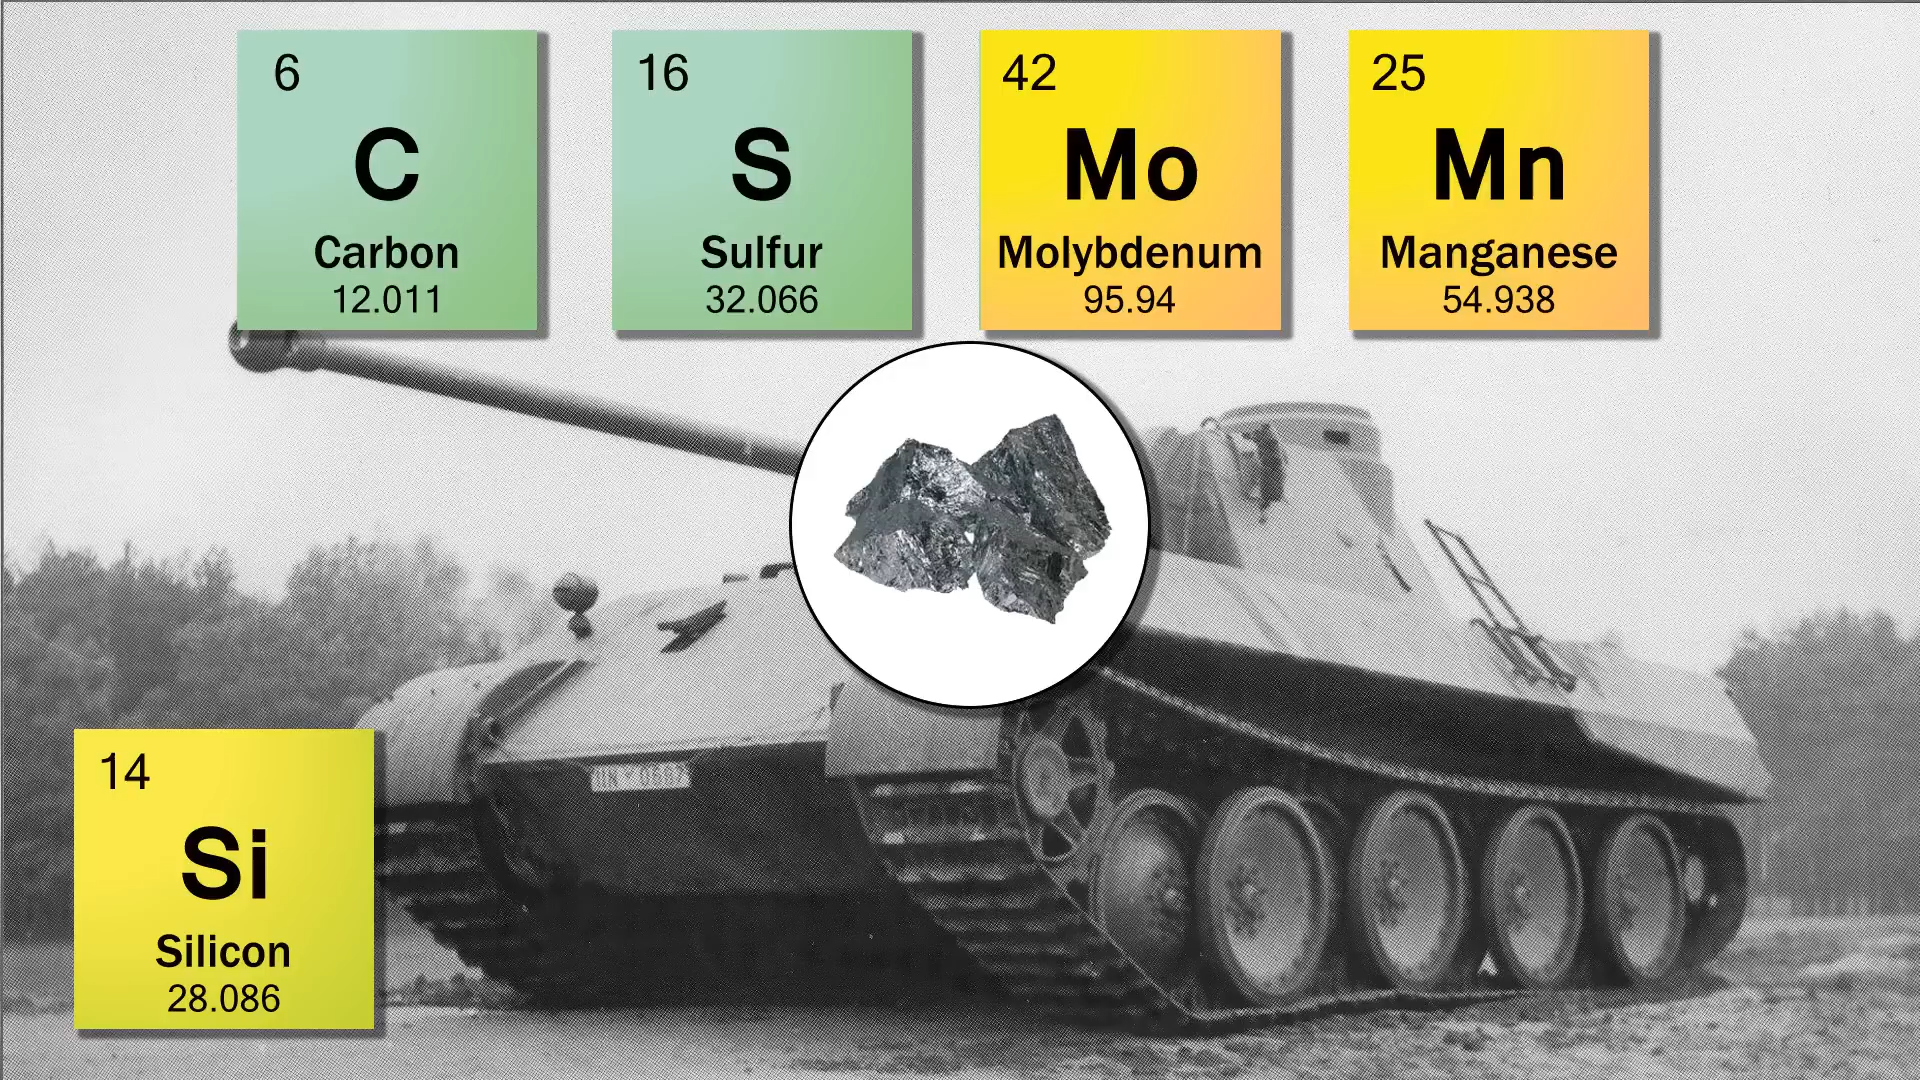 6
C
Carbon
12.011
16
S
Sulfur
32.066
42
Mo
Molybdenum
95.94
25
Mn
Manganese
54.938
14
Si
Silicon
28.086